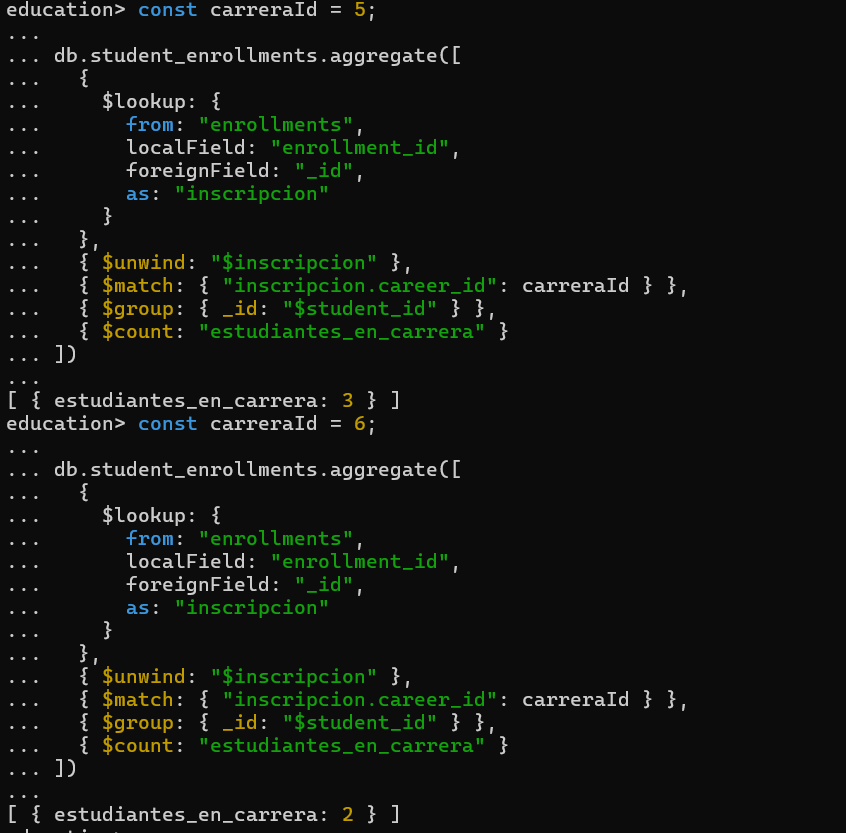 education> const carreraId = 5;
...
... db.student_enrollments.aggregate([
...   {
...     $lookup: {
...       from: "enrollments",
...       localField: "enrollment_id",
...       foreignField: "_id",
...       as: "inscripcion"
...     }
...   },
...   { $unwind: "$inscripcion" },
...   { $match: { "inscripcion.career_id": carreraId } },
...   { $group: { _id: "$student_id" } },
...   { $count: "estudiantes_en_carrera" }
... ])
...
[ { estudiantes_en_carrera: 3 } ]
education> const carreraId = 6;
...
... db.student_enrollments.aggregate([
...   {
...     $lookup: {
...       from: "enrollments",
...       localField: "enrollment_id",
...       foreignField: "_id",
...       as: "inscripcion"
...     }
...   },
...   { $unwind: "$inscripcion" },
...   { $match: { "inscripcion.career_id": carreraId } },
...   { $group: { _id: "$student_id" } },
...   { $count: "estudiantes_en_carrera" }
... ])
...
[ { estudiantes_en_carrera: 2 } ]